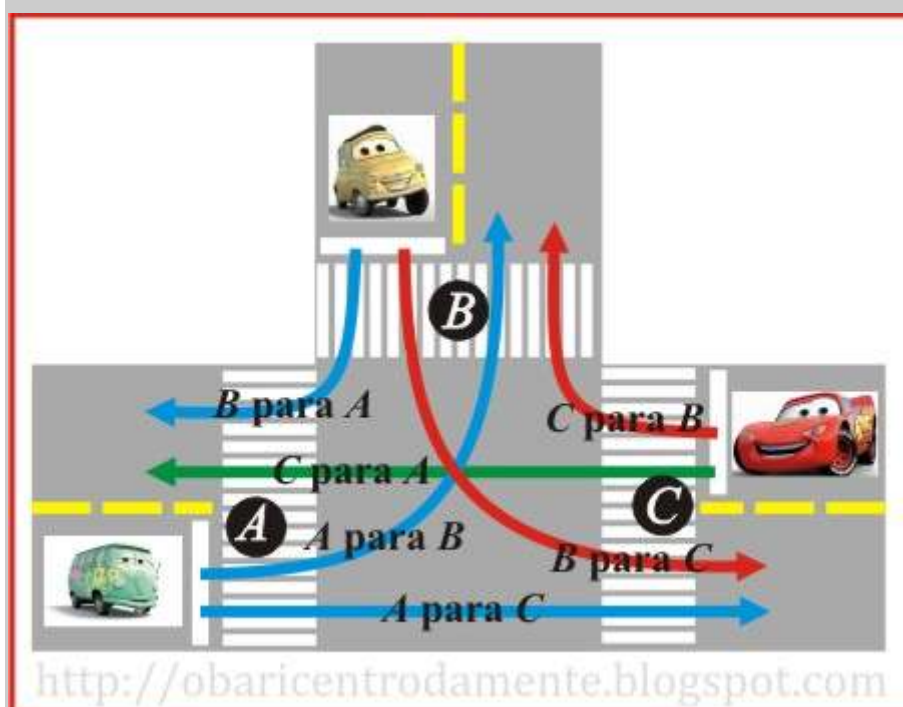 B
B para A
C para B
C para A
A
C
A para B
B para C
A para C
http://obaricentrodamente.blogspot.com